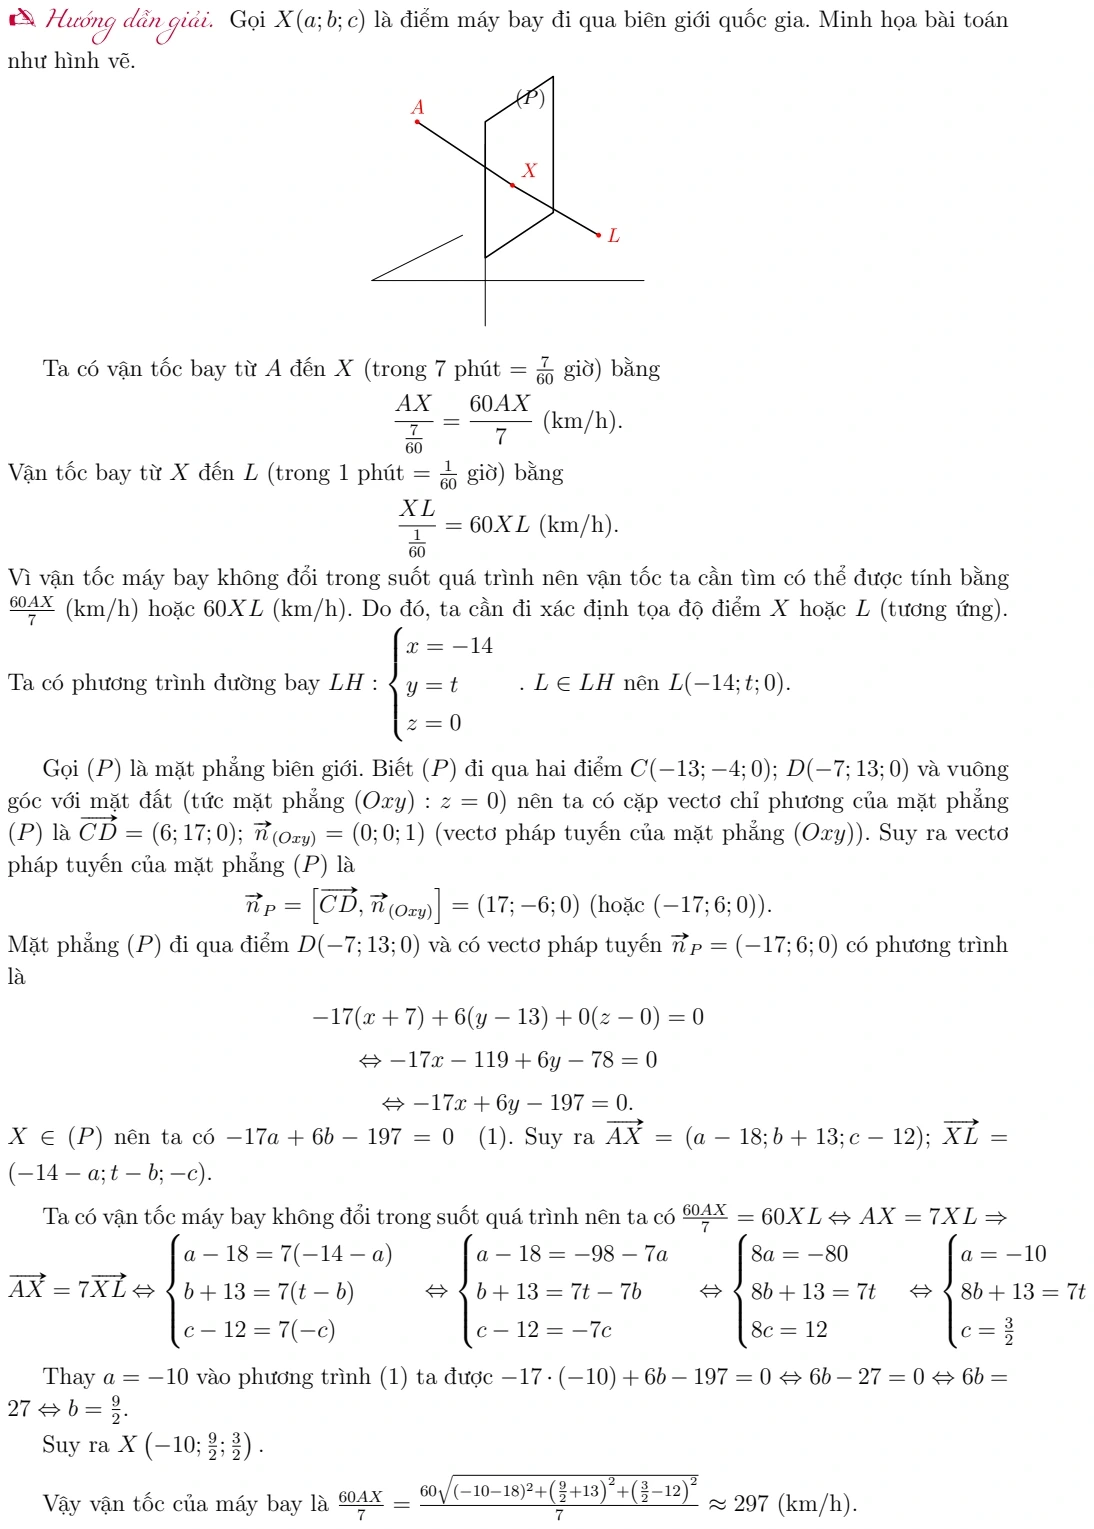 Hướng dẫn giải. Gọi X(a; b; c) là điểm máy bay đi qua biên giới quốc gia. Minh họa bài toán
như hình vẽ.
(P)
A
X
L
Ta có vận tốc bay từ A đến X (trong 7 phút = 7/60 giờ) bằng
AX/(7/60) = 60AX/7 (km/h).
Vận tốc bay từ X đến L (trong 1 phút = 1/60 giờ) bằng
XL/(1/60) = 60XL (km/h).
Vì vận tốc máy bay không đổi trong suốt quá trình nên vận tốc ta cần tìm có thể được tính bằng
60AX/7 (km/h) hoặc 60XL (km/h). Do đó, ta cần đi xác định tọa độ điểm X hoặc L (tương ứng).
Ta có phương trình đường bay LH : { x = −14 ; y = t ; z = 0 . L ∈ LH nên L(−14; t; 0).
Gọi (P) là mặt phẳng biên giới. Biết (P) đi qua hai điểm C(−13; −4; 0); D(−7; 13; 0) và vuông
góc với mặt đất (tức mặt phẳng (Oxy) : z = 0) nên ta có cặp vectơ chỉ phương của mặt phẳng
(P) là CD→ = (6; 17; 0); n→(Oxy) = (0; 0; 1) (vectơ pháp tuyến của mặt phẳng (Oxy)). Suy ra vectơ
pháp tuyến của mặt phẳng (P) là
n→P = [CD→, n→(Oxy)] = (17; −6; 0) (hoặc (−17; 6; 0)).
Mặt phẳng (P) đi qua điểm D(−7; 13; 0) và có vectơ pháp tuyến n→P = (−17; 6; 0) có phương trình
là
−17(x + 7) + 6(y − 13) + 0(z − 0) = 0
⇔ −17x − 119 + 6y − 78 = 0
⇔ −17x + 6y − 197 = 0.
X ∈ (P) nên ta có −17a + 6b − 197 = 0 (1). Suy ra AX→ = (a − 18; b + 13; c − 12); XL→ =
(−14 − a; t − b; −c).
Ta có vận tốc máy bay không đổi trong suốt quá trình nên ta có 60AX/7 = 60XL ⇔ AX = 7XL ⇒
AX→ = 7XL→ ⇔ { a − 18 = 7(−14 − a) ; b + 13 = 7(t − b) ; c − 12 = 7(−c) ⇔ { a − 18 = −98 − 7a ; b + 13 = 7t − 7b ; c − 12 = −7c ⇔ { 8a = −80 ; 8b + 13 = 7t ; 8c = 12 ⇔ { a = −10 ; 8b + 13 = 7t ; c = 3/2
Thay a = −10 vào phương trình (1) ta được −17 · (−10) + 6b − 197 = 0 ⇔ 6b − 27 = 0 ⇔ 6b =
27 ⇔ b = 9/2.
Suy ra X (−10; 9/2; 3/2) .
Vậy vận tốc của máy bay là 60AX/7 = 60√((−10−18)² + (9/2+13)² + (3/2−12)²)/7 ≈ 297 (km/h).